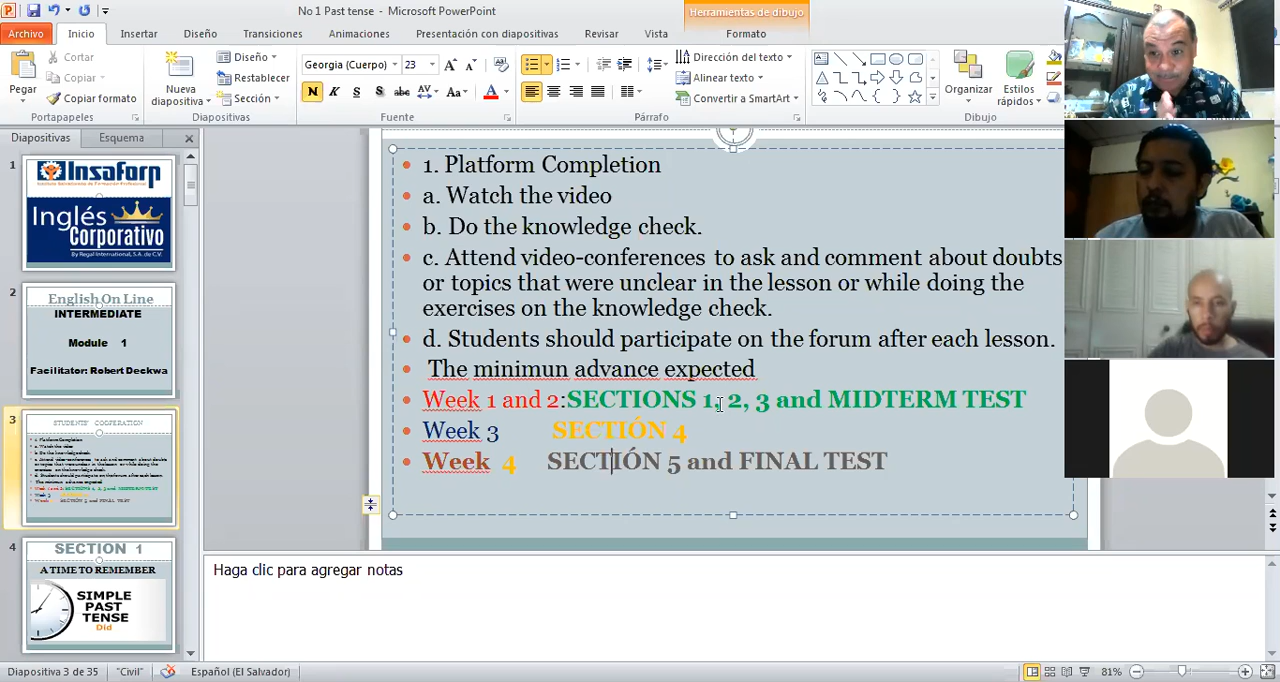 No 1 Past tense - Microsoft PowerPoint
Herramientas de dibujo
Archivo
Inicio
Insertar
Diseño
Transiciones
Animaciones
Presentación con diapositivas
Revisar
Vista
Formato
Pegar
Cortar
Copiar
Copiar formato
Portapapeles
Nueva diapositiva
Diseño
Restablecer
Sección
Diapositivas
Georgia (Cuerpo)
23
N K S S abc AV Aa A
Fuente
Dirección del texto
Alinear texto
Convertir a SmartArt
Párrafo
Organizar
Estilos rápidos
Dibujo
Diapositivas
Esquema
1
Insaforp
Inglés
Corporativo
By Regal International, S.A. de C.V.
2
English On Line
INTERMEDIATE
Module 1
Facilitator: Robert Deckwa
3
STUDENTS' COOPERATION
4
SECTION 1
A TIME TO REMEMBER
SIMPLE
PAST
TENSE
Did
1. Platform Completion
a. Watch the video
b. Do the knowledge check.
c. Attend video-conferences to ask and comment about doubts
or topics that were unclear in the lesson or while doing the
exercises on the knowledge check.
d. Students should participate on the forum after each lesson.
The minimun advance expected
Week 1 and 2:SECTIONS 1, 2, 3 and MIDTERM TEST
Week 3 SECTIÓN 4
Week 4 SECTIÓN 5 and FINAL TEST
Haga clic para agregar notas
Diapositiva 3 de 35
"Civil"
Español (El Salvador)
81%